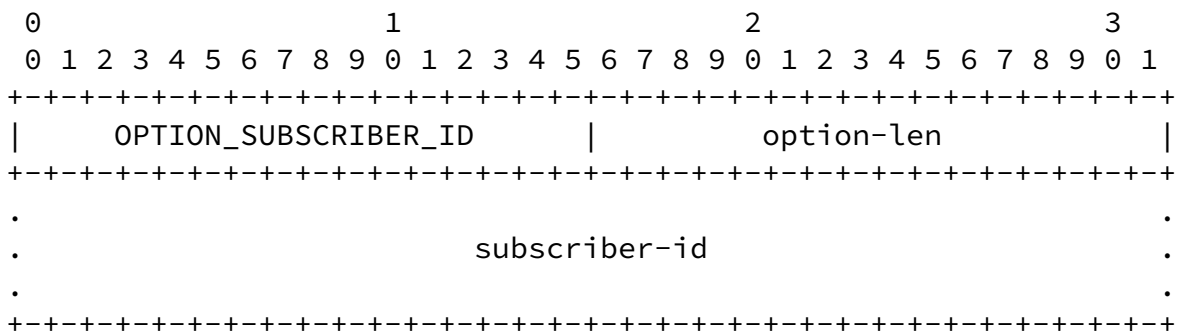 0                   1                   2                   3
 0 1 2 3 4 5 6 7 8 9 0 1 2 3 4 5 6 7 8 9 0 1 2 3 4 5 6 7 8 9 0 1
+-+-+-+-+-+-+-+-+-+-+-+-+-+-+-+-+-+-+-+-+-+-+-+-+-+-+-+-+-+-+-+-+
|     OPTION_SUBSCRIBER_ID      |         option-len            |
+-+-+-+-+-+-+-+-+-+-+-+-+-+-+-+-+-+-+-+-+-+-+-+-+-+-+-+-+-+-+-+-+
.                                                               .
.                         subscriber-id                         .
.                                                               .
+-+-+-+-+-+-+-+-+-+-+-+-+-+-+-+-+-+-+-+-+-+-+-+-+-+-+-+-+-+-+-+-+